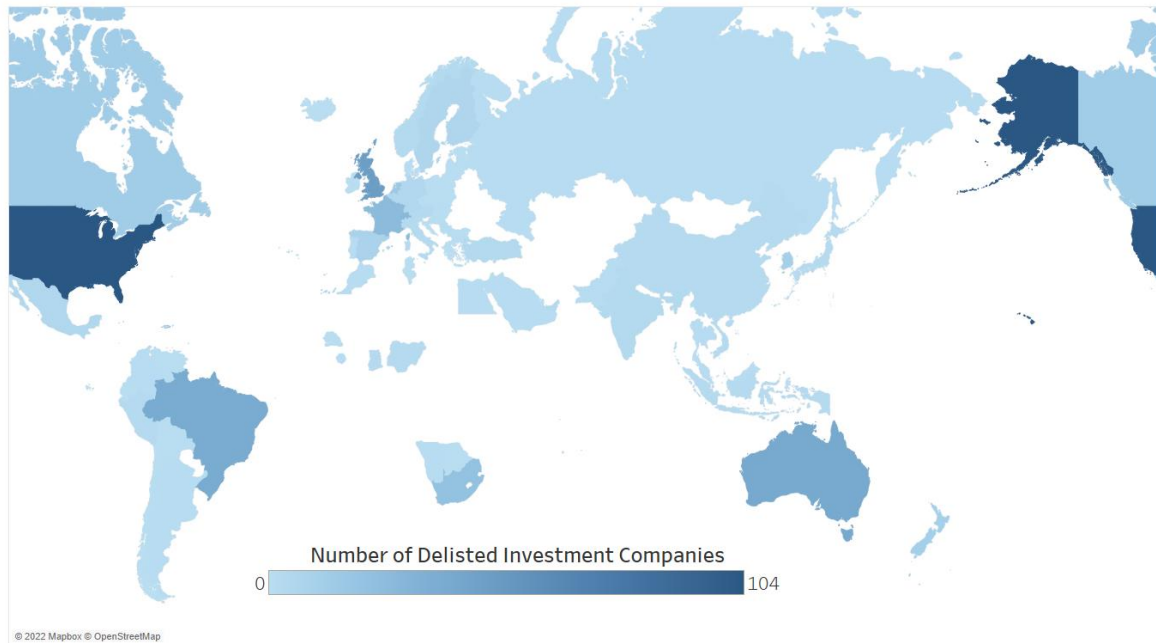 Number of Delisted Investment Companies
0 104
© 2022 Mapbox © OpenStreetMap